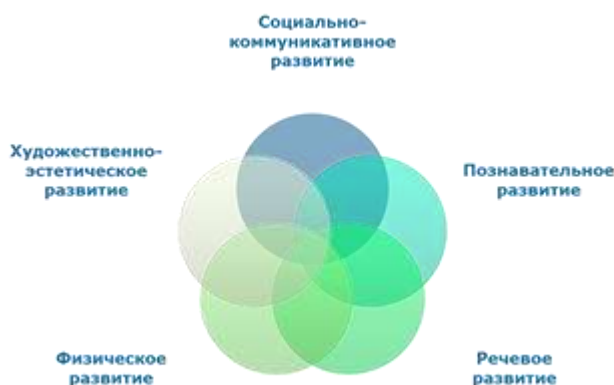 Социально-
коммуникативное
развитие
Художественно-
эстетическое
развитие
Познавательное
развитие
Физическое
развитие
Речевое
развитие